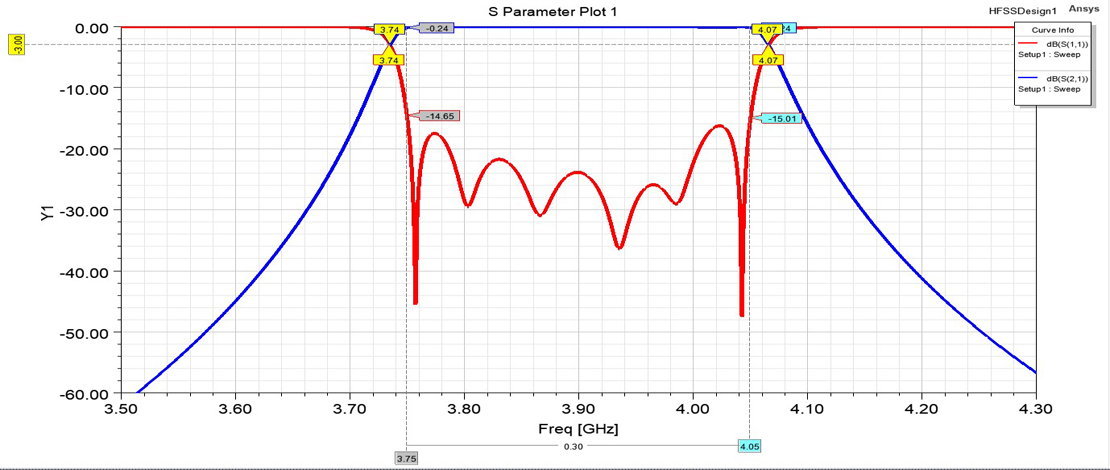 S Parameter Plot 1
HFSSDesign1
Ansys
Curve Info
dB(S(1,1))
Setup1 : Sweep
dB(S(2,1))
Setup1 : Sweep
0.00
-10.00
-20.00
-30.00
-40.00
-50.00
-60.00
Y1
-3.00
3.74
-0.24
3.74
-14.65
4.07
24
4.07
-15.01
3.50
3.60
3.70
3.80
3.90
4.00
4.10
4.20
4.30
Freq [GHz]
0.30
3.75
4.05